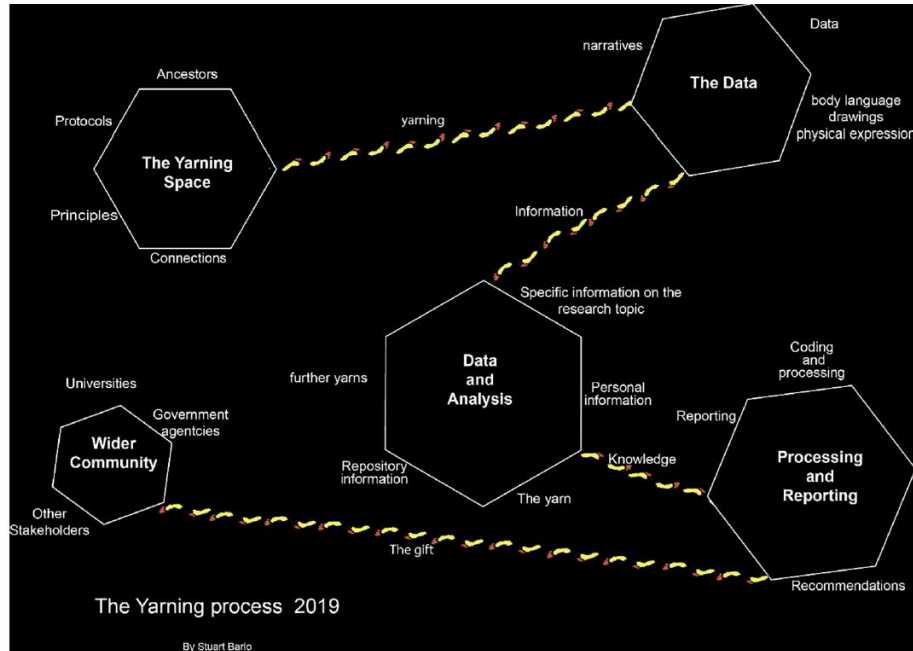 Ancestors
Protocols
The Yarning
Space
Principles
Connections
yarning
narratives
Data
The Data
body language
drawings
physical expression
Information
Specific information on the
research topic
Data
and
Analysis
further yarns
Personal
information
Repository
information
The yarn
Knowledge
Coding
and
processing
Reporting
Processing
and
Reporting
Recommendations
The gift
Universities
Government
agentcies
Wider
Community
Other
Stakeholders
The Yarning process 2019
By Stuart Barlo